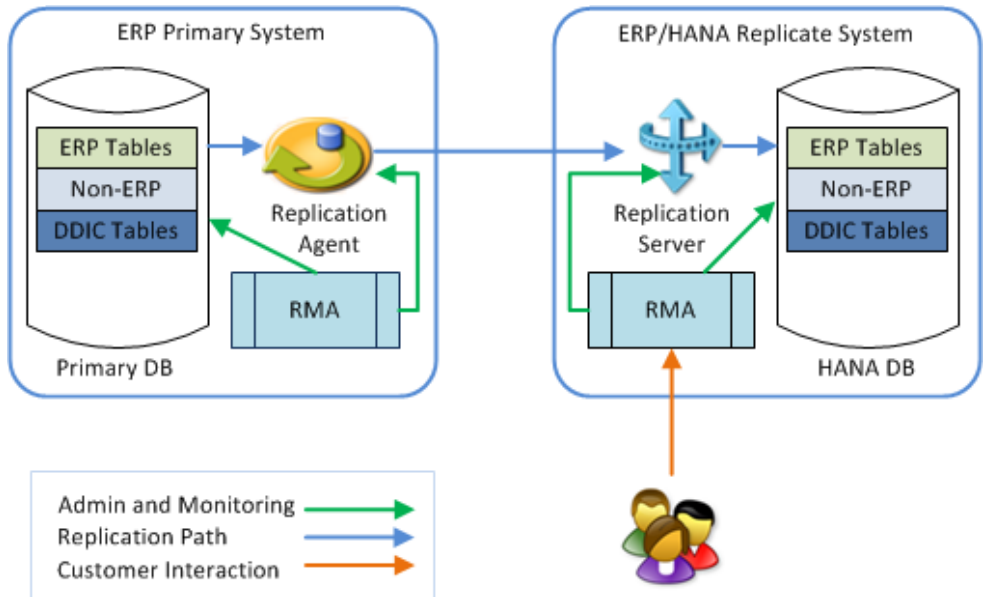 ERP Primary System
ERP Tables
Non-ERP
DDIC Tables
Replication
Agent
RMA
Primary DB
ERP/HANA Replicate System
Replication
Server
ERP Tables
Non-ERP
DDIC Tables
RMA
HANA DB
Admin and Monitoring
Replication Path
Customer Interaction